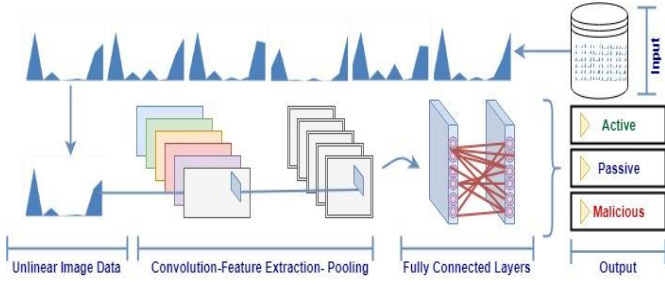 Input
Active
Passive
Malicious
Unlinear Image Data
Convolution-Feature Extraction- Pooling
Fully Connected Layers
Output